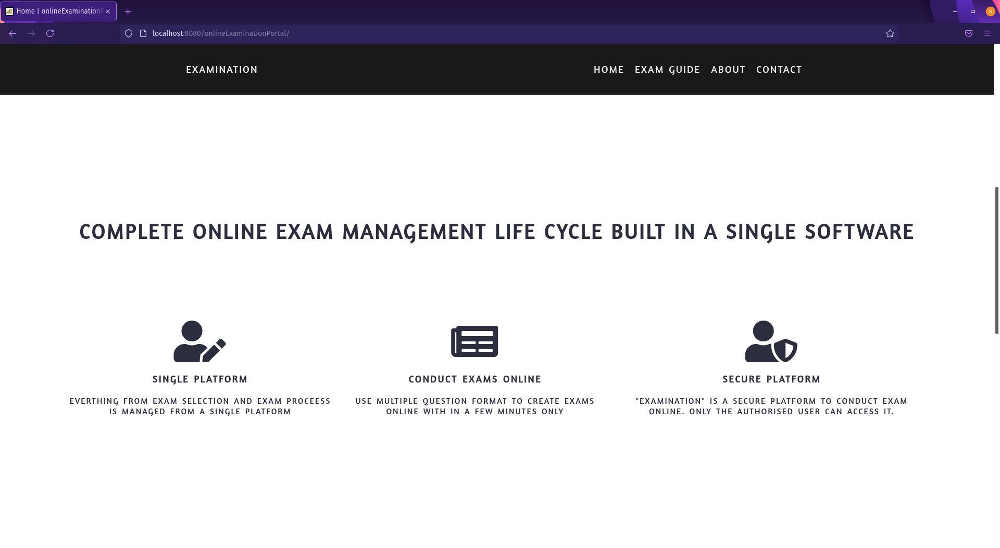 Home | onlineExaminationP
localhost:8080/onlineExaminationPortal/
EXAMINATION
HOME EXAM GUIDE ABOUT CONTACT
COMPLETE ONLINE EXAM MANAGEMENT LIFE CYCLE BUILT IN A SINGLE SOFTWARE
SINGLE PLATFORM
EVERTHING FROM EXAM SELECTION AND EXAM PROCEESS
IS MANAGED FROM A SINGLE PLATFORM
CONDUCT EXAMS ONLINE
USE MULTIPLE QUESTION FORMAT TO CREATE EXAMS
ONLINE WITH IN A FEW MINUTES ONLY
SECURE PLATFORM
"EXAMINATION" IS A SECURE PLATFORM TO CONDUCT EXAM
ONLINE. ONLY THE AUTHORISED USER CAN ACCESS IT.